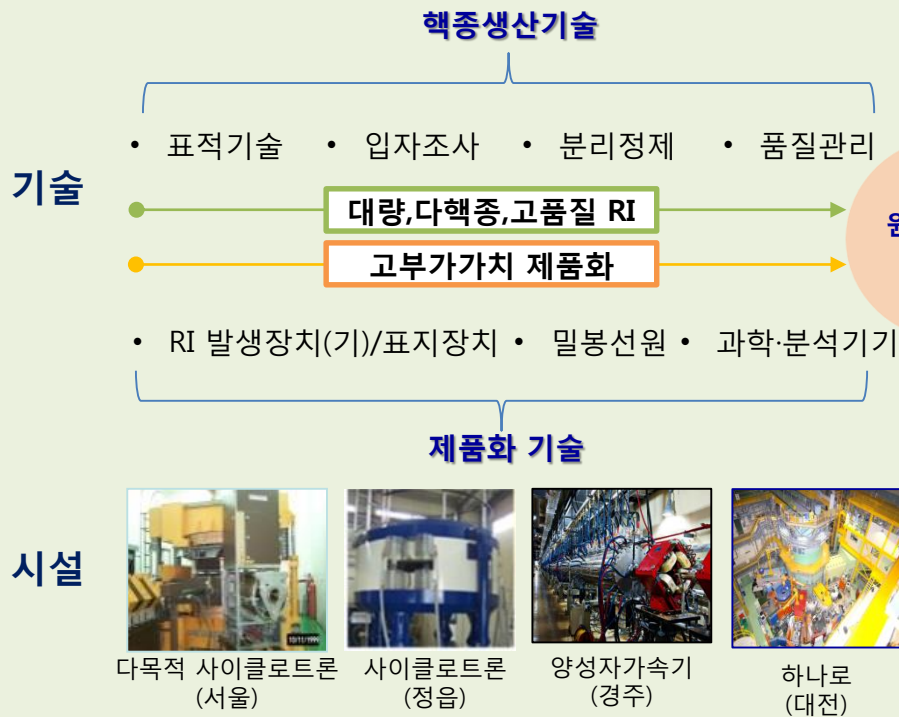 핵종생산기술
• 표적기술 • 입자조사 • 분리정제 • 품질관리
기술
대량,다핵종,고품질 RI
고부가가치 제품화
• RI 발생장치(기)/표지장치 • 밀봉선원 • 과학·분석기기
제품화 기술
시설
10/11/1999
다목적 사이클로트론
(서울)
사이클로트론
(정읍)
양성자가속기
(경주)
하나로
(대전)